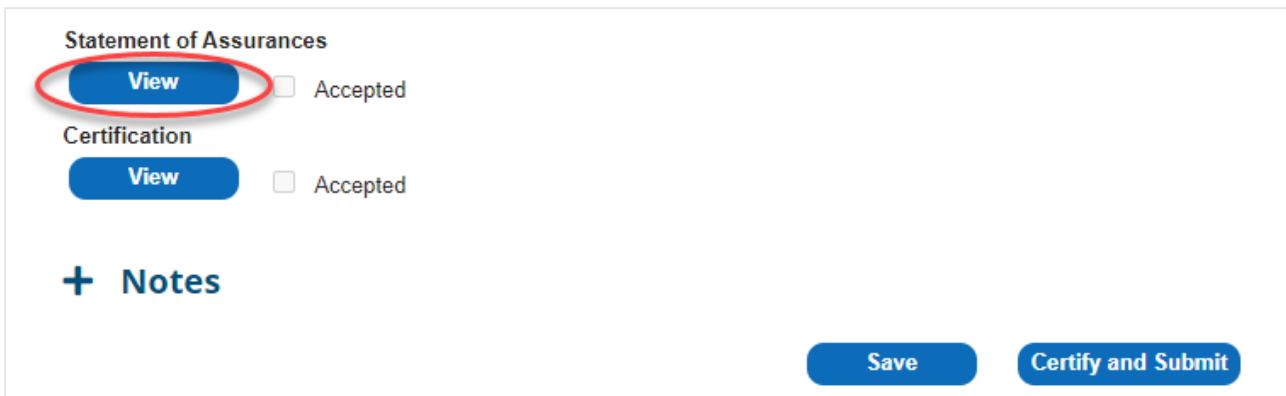 Statement of Assurances
View Accepted
Certification
View Accepted
+ Notes
Save Certify and Submit